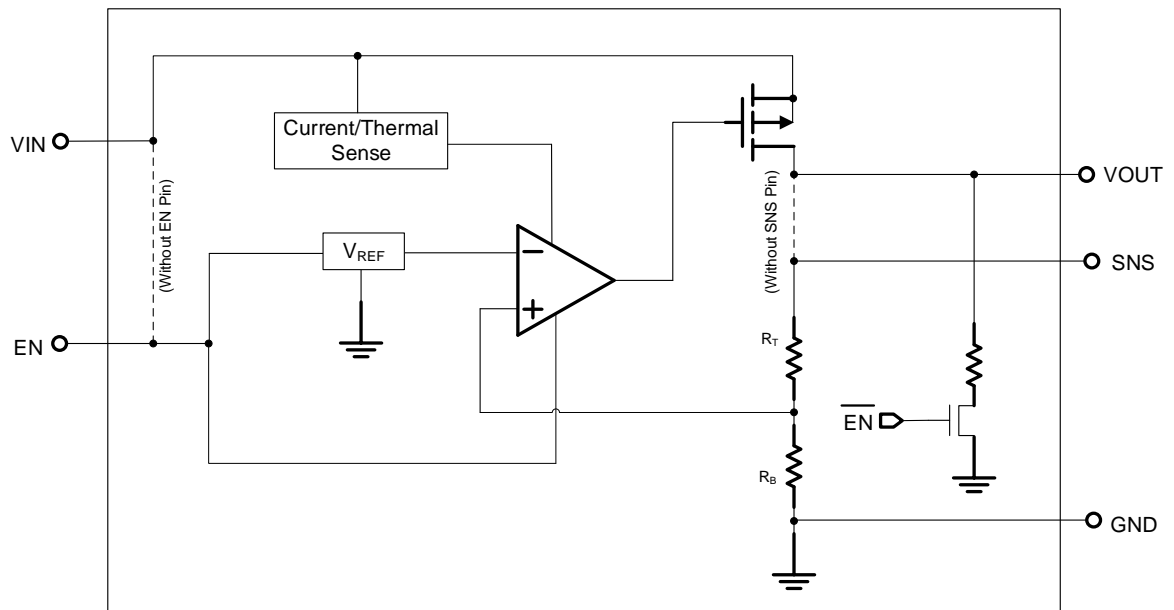 Current/Thermal
Sense
VIN
(Without EN Pin)
(Without SNS Pin)
VOUT
VREF
−
SNS
+
EN
RT
EN
RB
GND